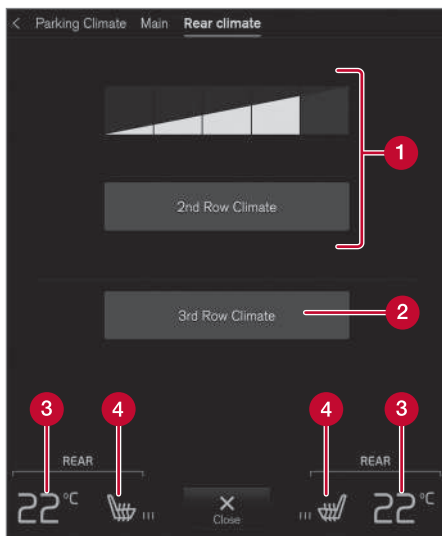 < Parking Climate Main Rear climate
1
2nd Row Climate
3rd Row Climate
2
3 4 4 3
REAR REAR
22°C 22°C
Close